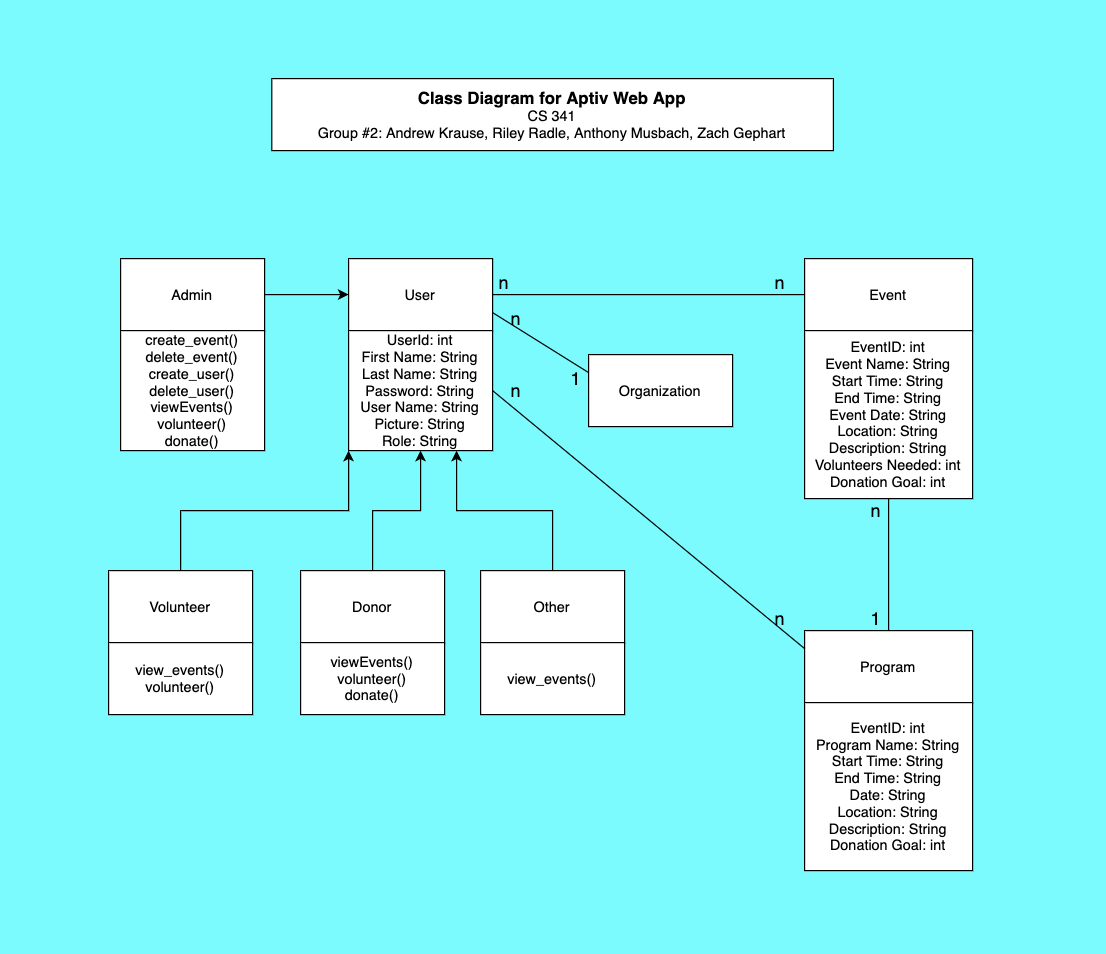 Class Diagram for Aptiv Web App
CS 341
Group #2: Andrew Krause, Riley Radle, Anthony Musbach, Zach Gephart
Admin
create_event()
delete_event()
create_user()
delete_user()
viewEvents()
volunteer()
donate()
User
UserId: int
First Name: String
Last Name: String
Password: String
User Name: String
Picture: String
Role: String
n
n
n
1
n
n
Organization
Event
EventID: int
Event Name: String
Start Time: String
End Time: String
Event Date: String
Location: String
Description: String
Volunteers Needed: int
Donation Goal: int
n
1
Volunteer
view_events()
volunteer()
Donor
viewEvents()
volunteer()
donate()
Other
view_events()
Program
EventID: int
Program Name: String
Start Time: String
End Time: String
Date: String
Location: String
Description: String
Donation Goal: int